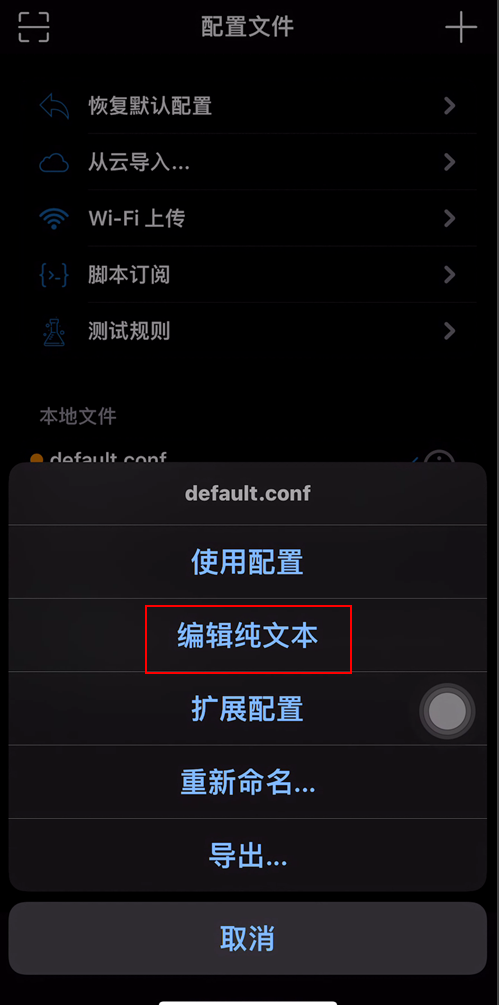 配置文件
恢复默认配置
从云导入...
Wi-Fi 上传
脚本订阅
测试规则
本地文件
default.conf
default.conf
使用配置
编辑纯文本
扩展配置
重新命名...
导出...
取消